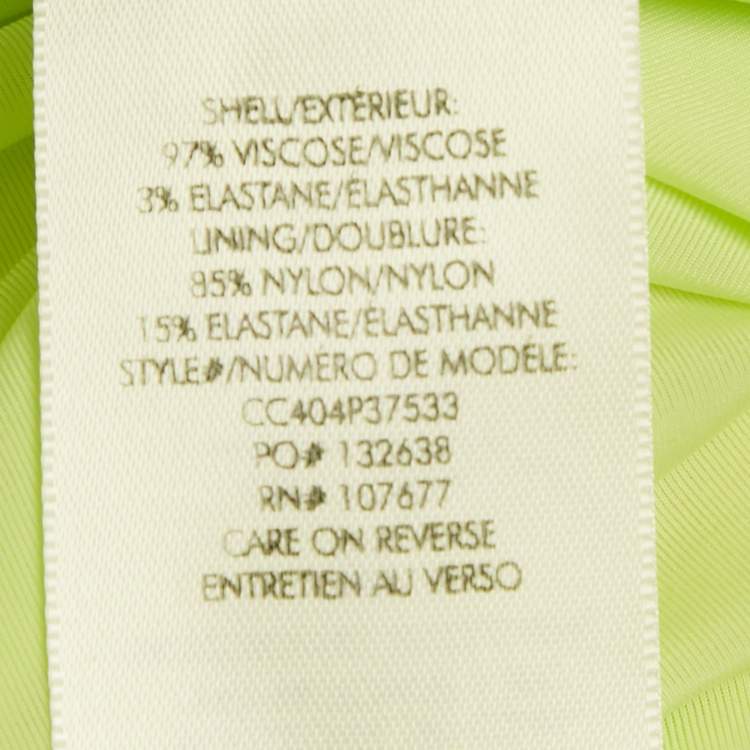 SHELL/EXTÉRIEUR:
97% VISCOSE/VISCOSE
3% ELASTANE/ÉLASTHANNE
LINING/DOUBLURE:
85% NYLON/NYLON
15% ELASTANE/ÉLASTHANNE
STYLE#/NUMÉRO DE MODÈLE:
CC404P37533
PO# 132638
RN# 107677
CARE ON REVERSE
ENTRETIEN AU VERSO